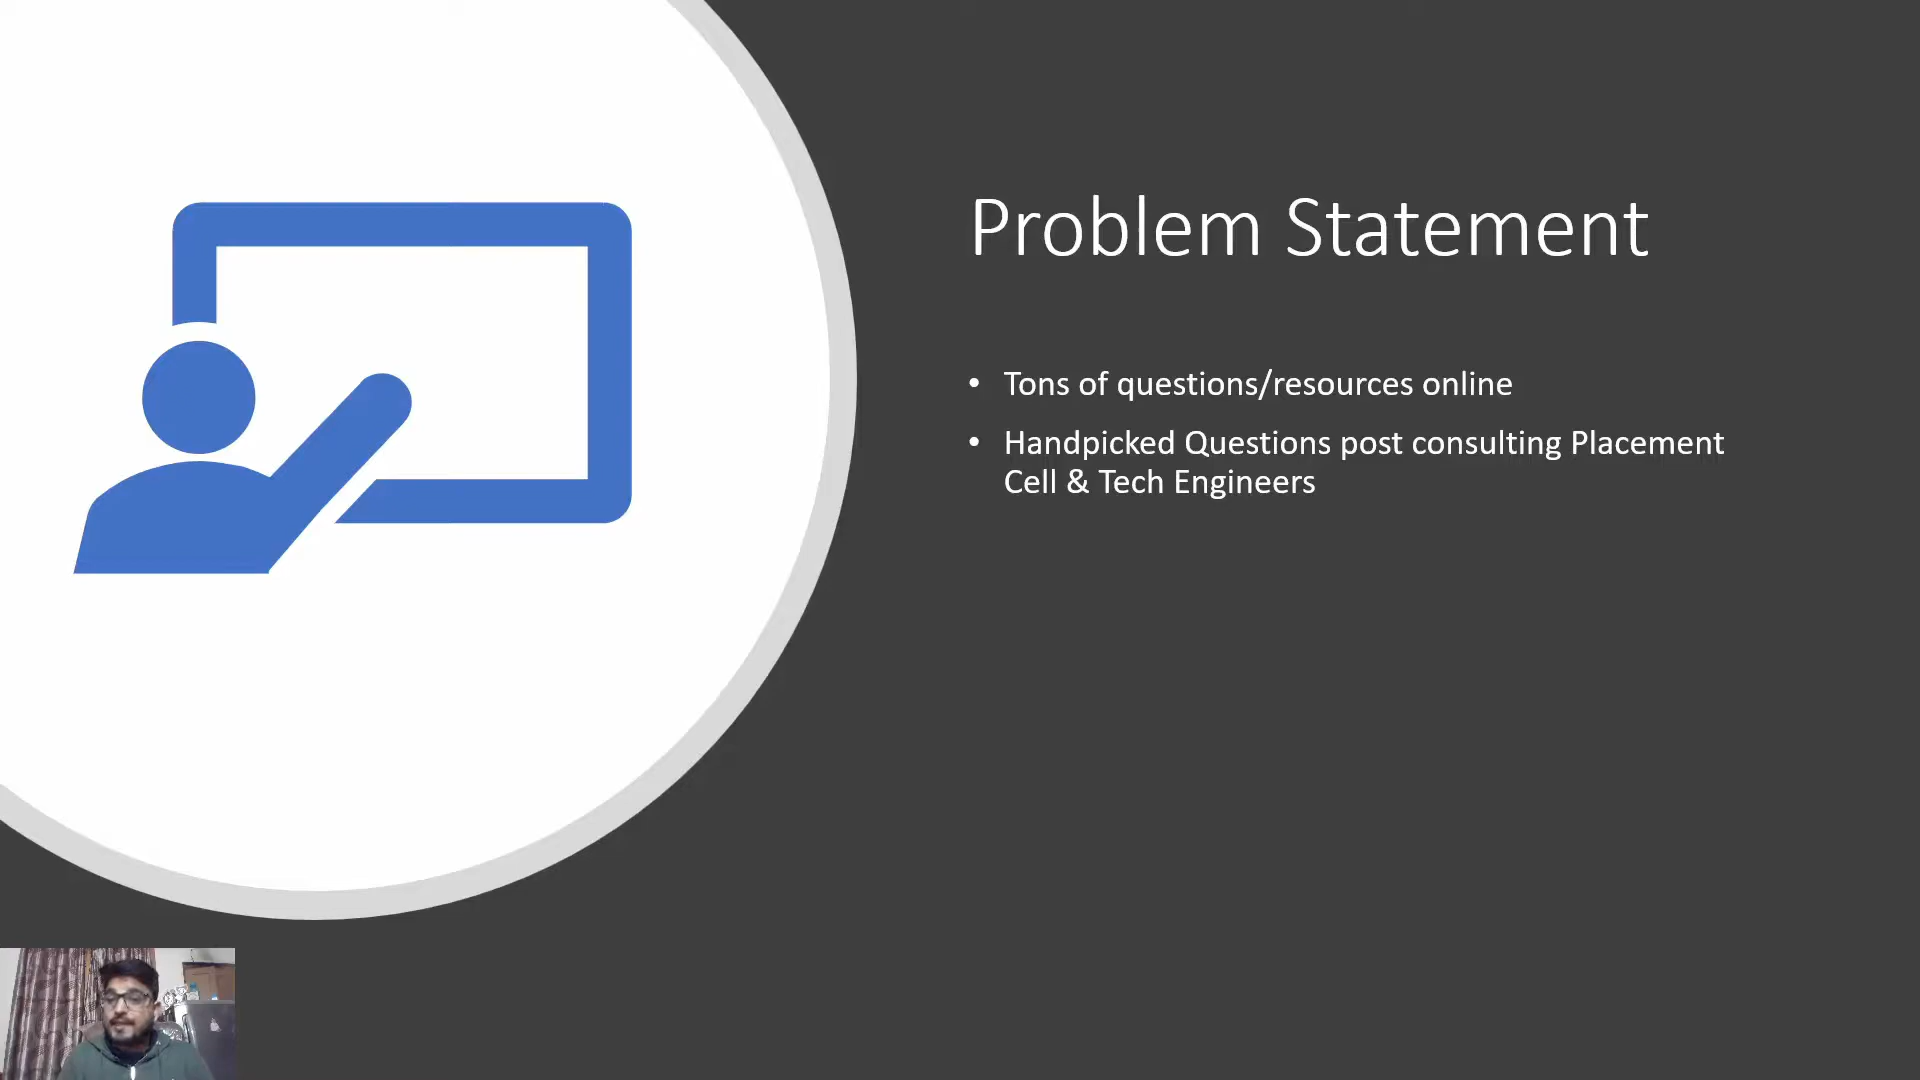 Problem Statement
• Tons of questions/resources online
• Handpicked Questions post consulting Placement
Cell & Tech Engineers